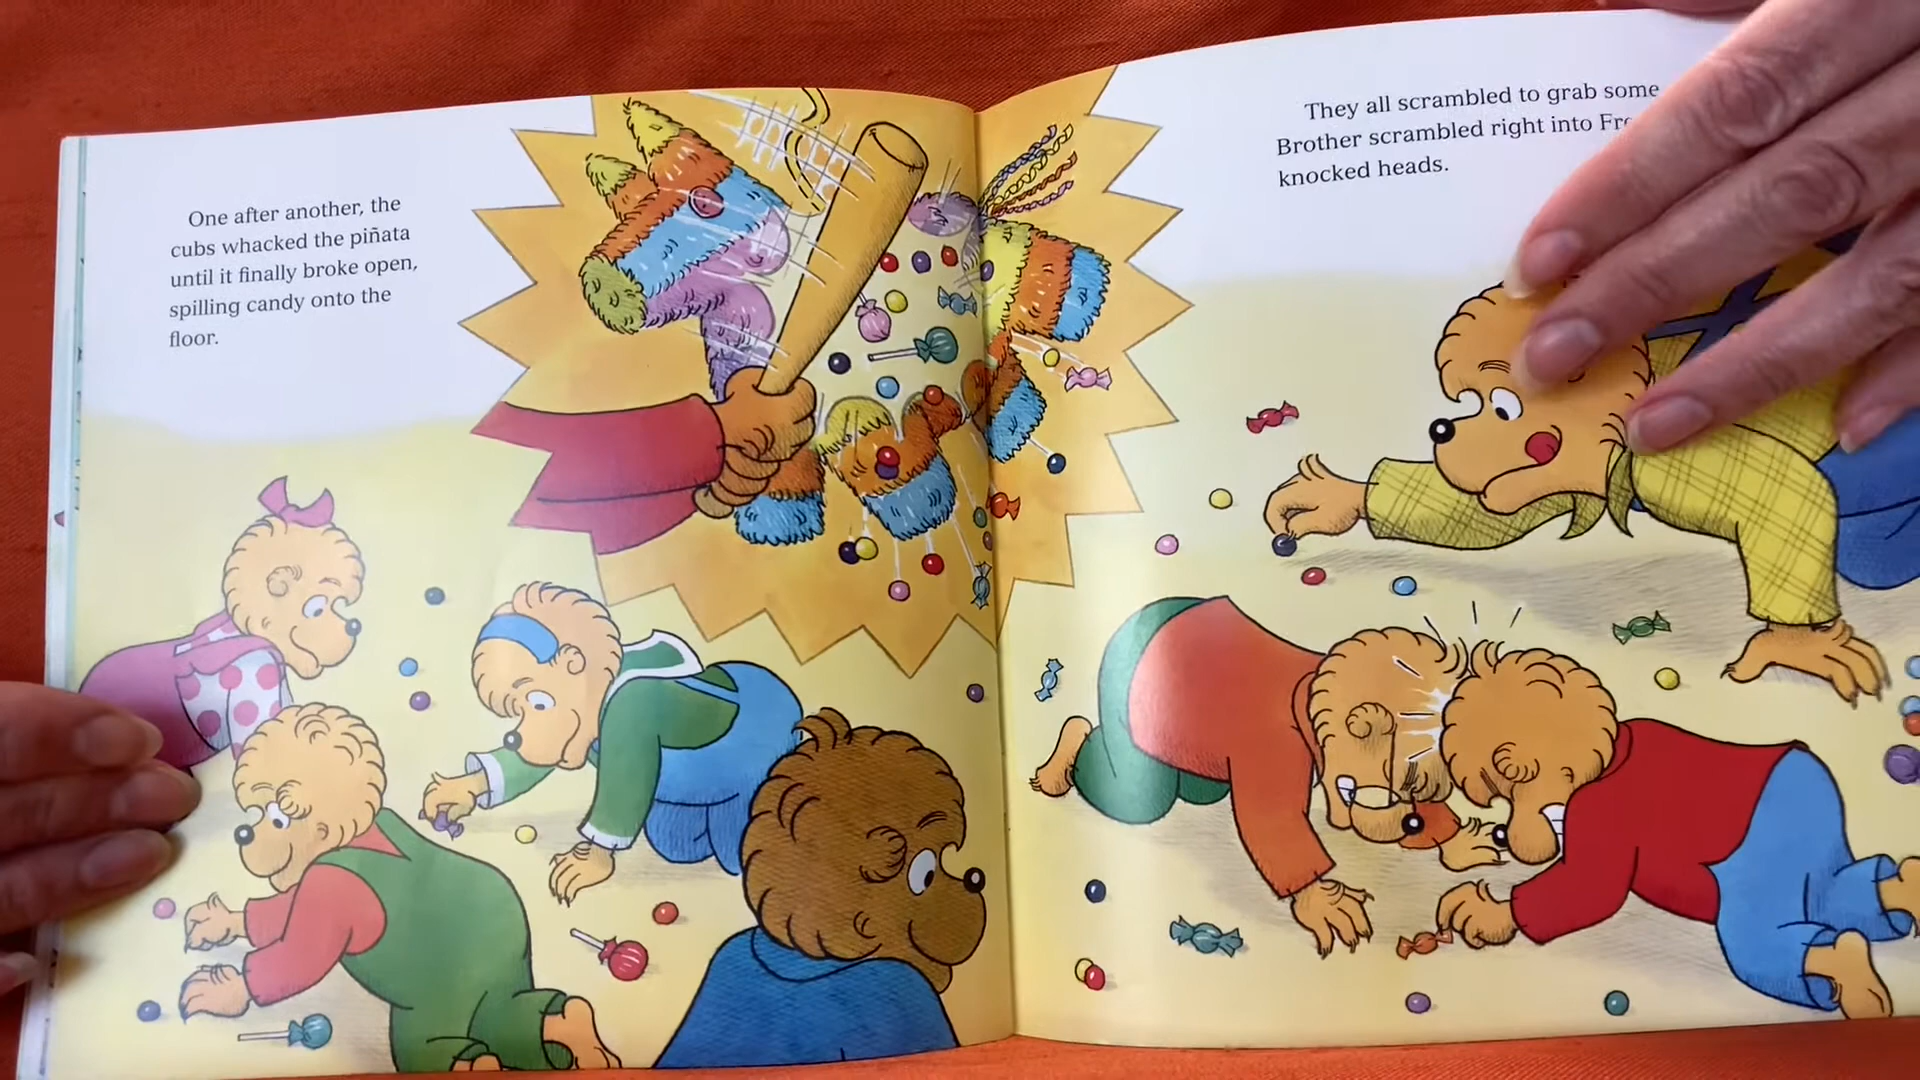 One after another, the
cubs whacked the piñata
until it finally broke open,
spilling candy onto the
floor.
They all scrambled to grab some
Brother scrambled right into
knocked heads.